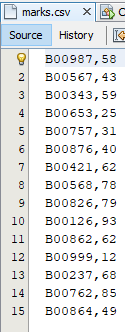 marks.csv
Source History
B00987,58
2 B00567,43
3 B00343,59
4 B00653,25
5 B00757,31
6 B00876,40
7 B00421,62
8 B00568,78
9 B00826,79
10 B00126,93
11 B00862,62
12 B00999,12
13 B00237,68
14 B00762,85
15 B00864,49